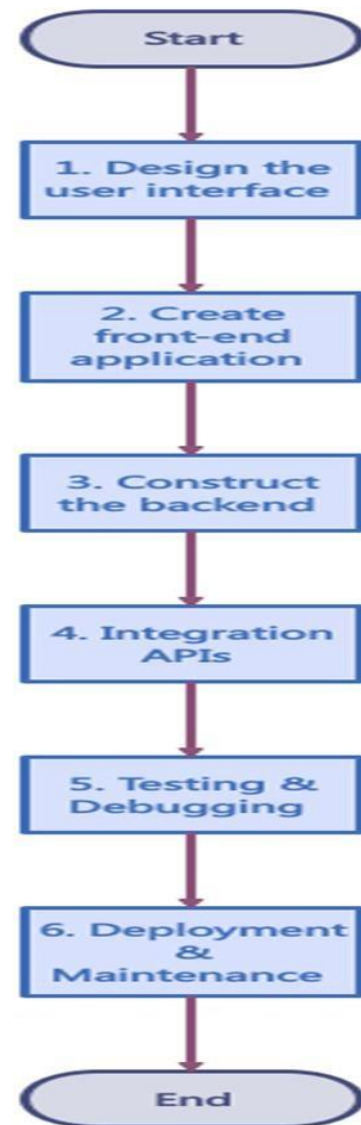 Start
1. Design the
user interface
2. Create
front-end
application
3. Construct
the backend
4. Integration
APIs
5. Testing &
Debugging
6. Deployment
&
Maintenance
End